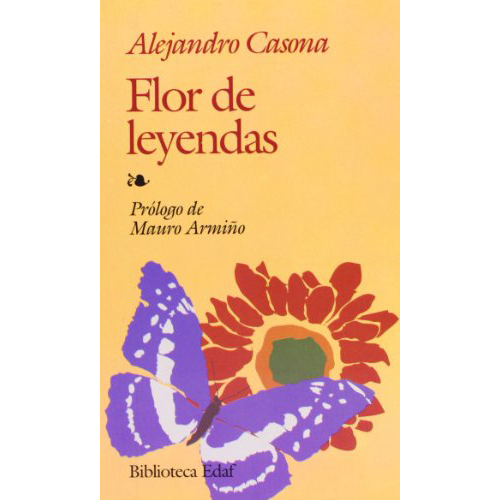 Alejandro Casona
Flor de
leyendas
Prólogo de
Mauro Armiño
Biblioteca Edaf